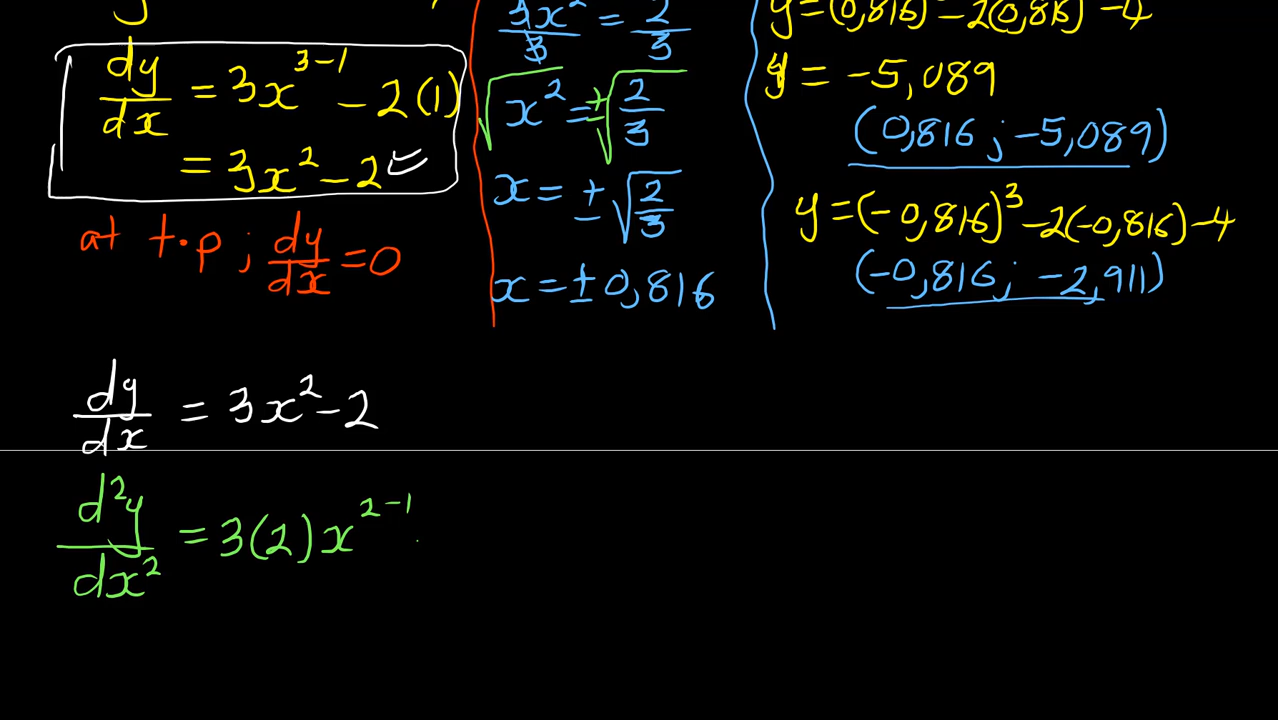 y
dy/dx = 3x^{3-1} - 2(1)
= 3x² - 2
at t.p ; dy/dx = 0
3x²/3 = 2/3
√x² = ±√(2/3)
x = ±√(2/3)
x = ± 0,816
y = (0,816)³ - 2(0,816) - 4
y = -5,089
(0,816 ; -5,089)
y = (-0,816)³ - 2(-0,816) - 4
(-0,816 ; -2,911)
dy/dx = 3x² - 2
d²y/dx² = 3(2)x^{2-1}